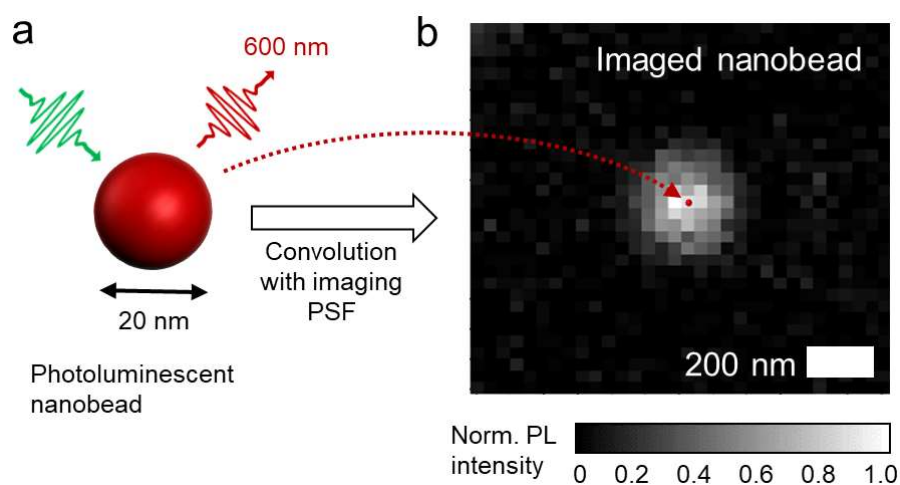 a
600 nm
20 nm
Photoluminescent
nanobead
Convolution
with imaging
PSF
b
Imaged nanobead
200 nm
Norm. PL
intensity
0 0.2 0.4 0.6 0.8 1.0